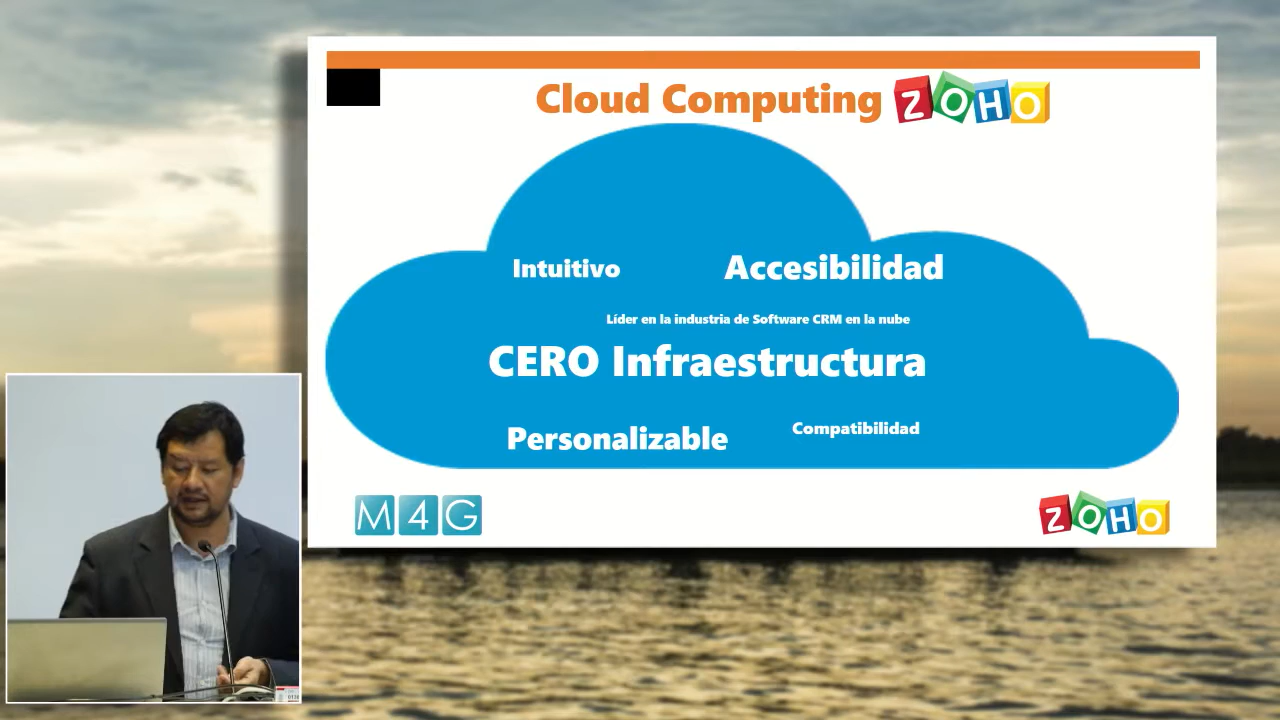 Cloud Computing ZOHO
Intuitivo Accesibilidad
Líder en la industria de Software CRM en la nube
CERO Infraestructura
Personalizable Compatibilidad
M4G ZOHO